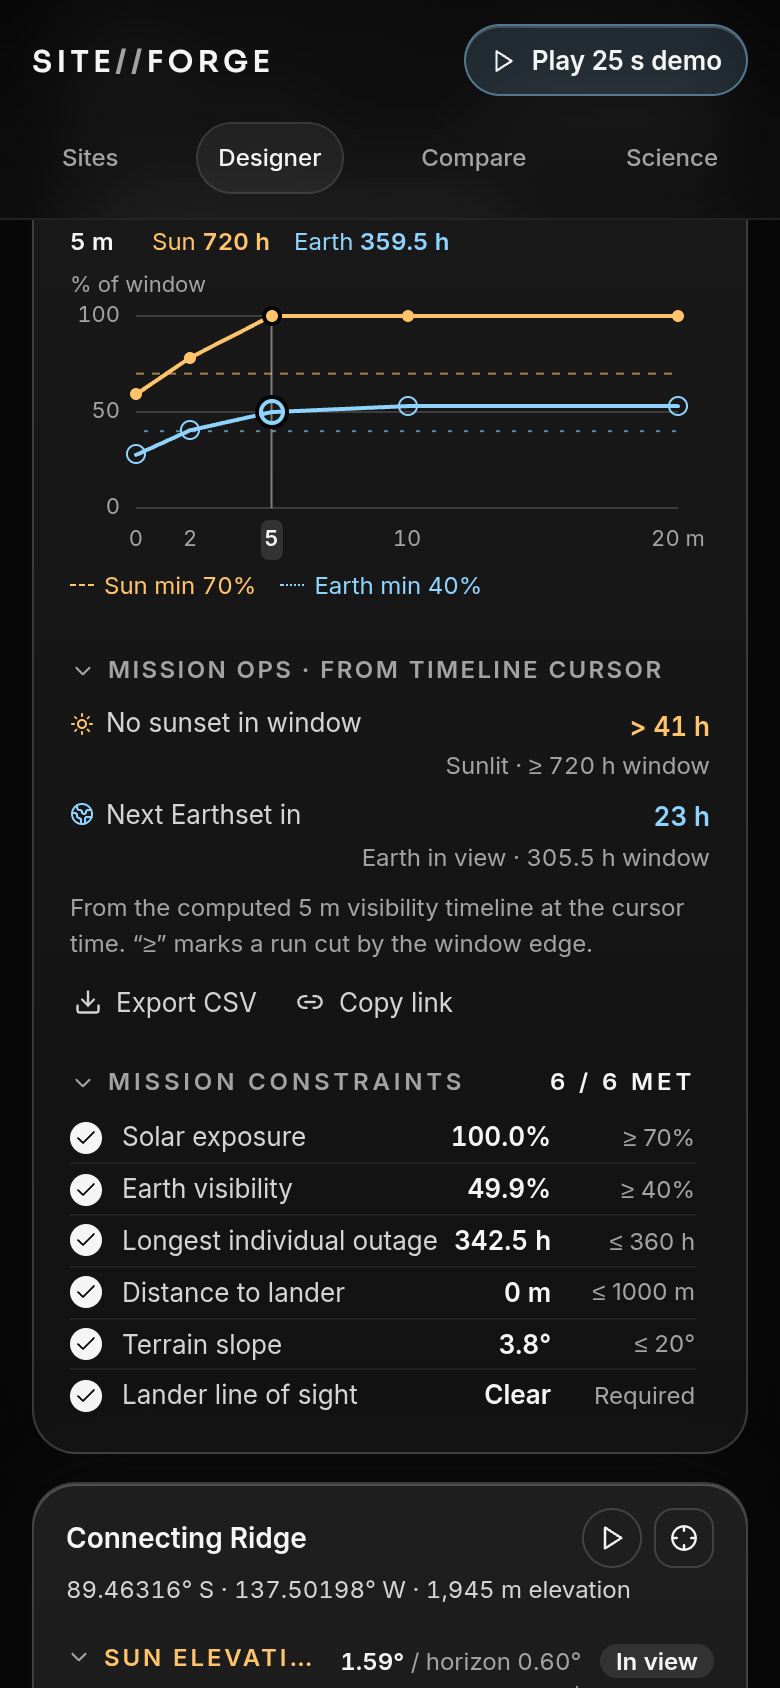 SITE//FORGE
Play 25 s demo
Sites Designer Compare Science
5 m Sun 720 h Earth 359.5 h
% of window
100
50
0
0 2 5 10 20 m
Sun min 70% Earth min 40%
MISSION OPS · FROM TIMELINE CURSOR
No sunset in window > 41 h
Sunlit · ≥ 720 h window
Next Earthset in 23 h
Earth in view · 305.5 h window
From the computed 5 m visibility timeline at the cursor
time. “≥” marks a run cut by the window edge.
Export CSV Copy link
MISSION CONSTRAINTS 6 / 6 MET
Solar exposure 100.0% ≥ 70%
Earth visibility 49.9% ≥ 40%
Longest individual outage 342.5 h ≤ 360 h
Distance to lander 0 m ≤ 1000 m
Terrain slope 3.8° ≤ 20°
Lander line of sight Clear Required
Connecting Ridge
89.46316° S · 137.50198° W · 1,945 m elevation
SUN ELEVATI... 1.59° / horizon 0.60° In view